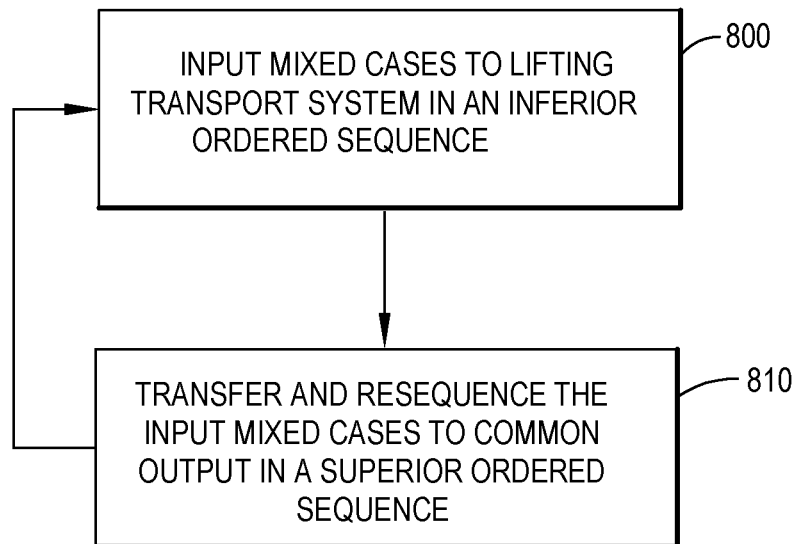 INPUT MIXED CASES TO LIFTING
TRANSPORT SYSTEM IN AN INFERIOR
ORDERED SEQUENCE
800
TRANSFER AND RESEQUENCE THE
INPUT MIXED CASES TO COMMON
OUTPUT IN A SUPERIOR ORDERED
SEQUENCE
810